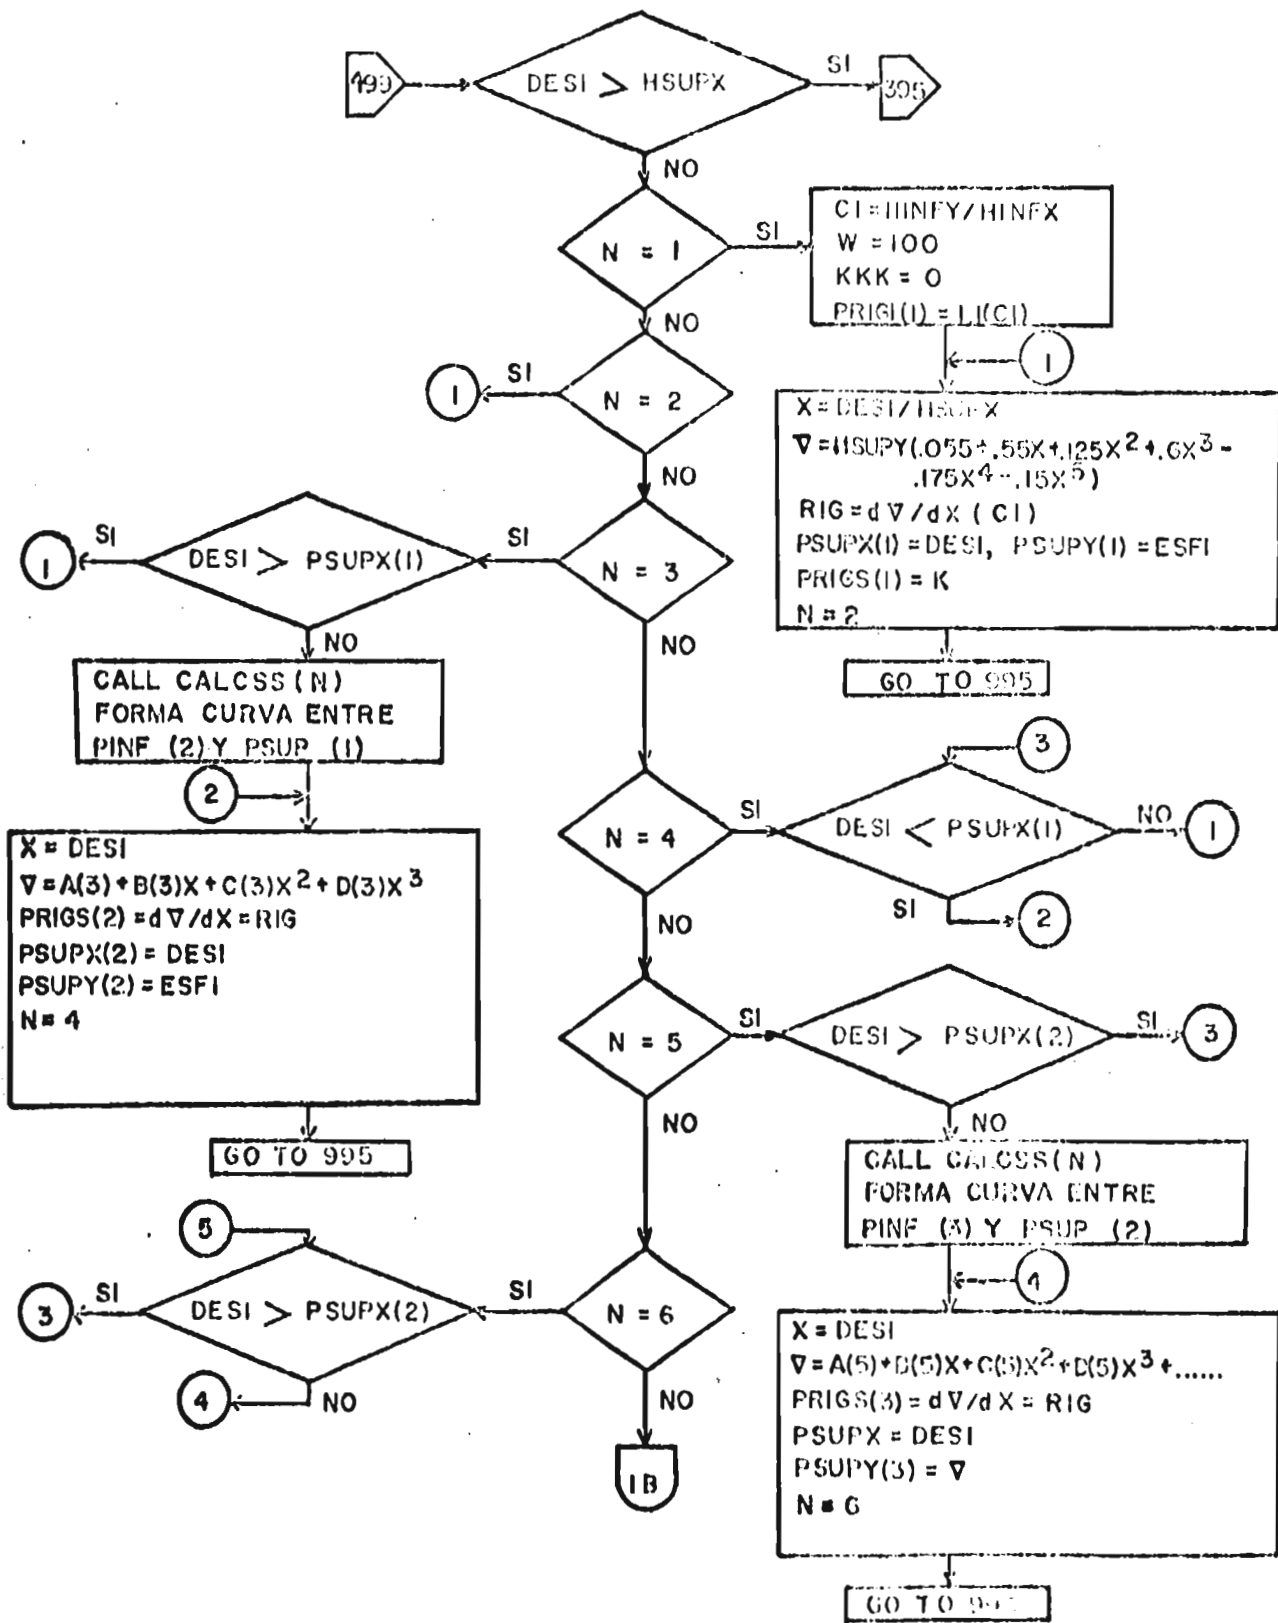 499
DESI > HSUPX
SI
395
NO
N = 1
SI
CI=HINFY/HINFX
W =100
KKK = 0
PRIGI(1) = LI(CI)
NO
1
SI
N = 2
1
X = DESI/HSUPX
∇=HSUPY(.055+.55X+.125X²+.6X³-
.175X⁴-.15X⁵)
RIG = d∇/dX (CI)
PSUPX(1) = DESI, PSUPY(1) = ESFI
PRIGS(1) = K
N = 2
GO TO 995
NO
1
SI
DESI > PSUPX(1)
SI
N = 3
NO
NO
CALL CALCSS(N)
FORMA CURVA ENTRE
PINF (2) Y PSUP (1)
2
X = DESI
∇=A(3)+B(3)X+C(3)X²+D(3)X³
PRIGS(2) = d∇/dX = RIG
PSUPX(2) = DESI
PSUPY(2) = ESFI
N = 4
GO TO 995
3
N = 4
SI
DESI < PSUPX(1)
NO
1
SI
2
NO
N = 5
SI
DESI > PSUPX(2)
SI
3
NO
NO
CALL CALCSS(N)
FORMA CURVA ENTRE
PINF (3) Y PSUP (2)
4
X = DESI
∇=A(5)+B(5)X+C(5)X²+D(5)X³+......
PRIGS(3) = d∇/dX = RIG
PSUPX = DESI
PSUPY(3) = ∇
N = 6
GO TO 995
5
3
SI
DESI > PSUPX(2)
SI
N = 6
4
NO
NO
1B